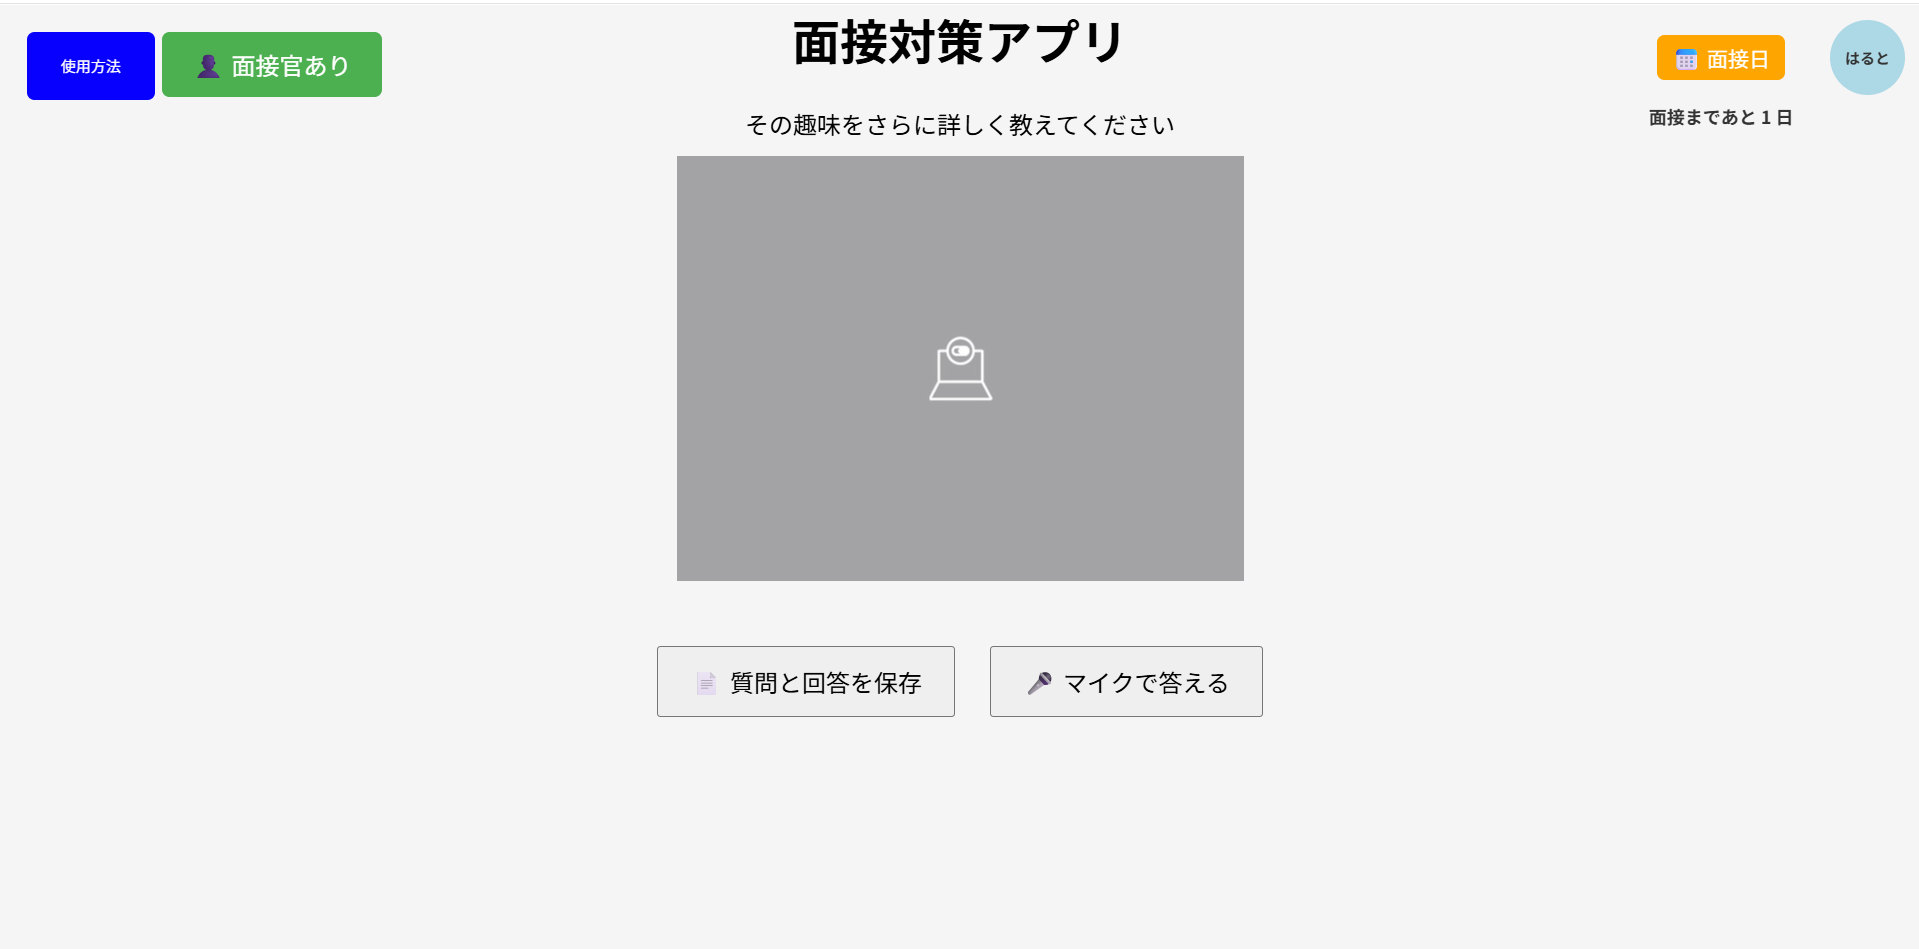 面接対策アプリ
使用方法
面接官あり
面接日
はると
面接まであと 1 日
その趣味をさらに詳しく教えてください
質問と回答を保存
マイクで答える